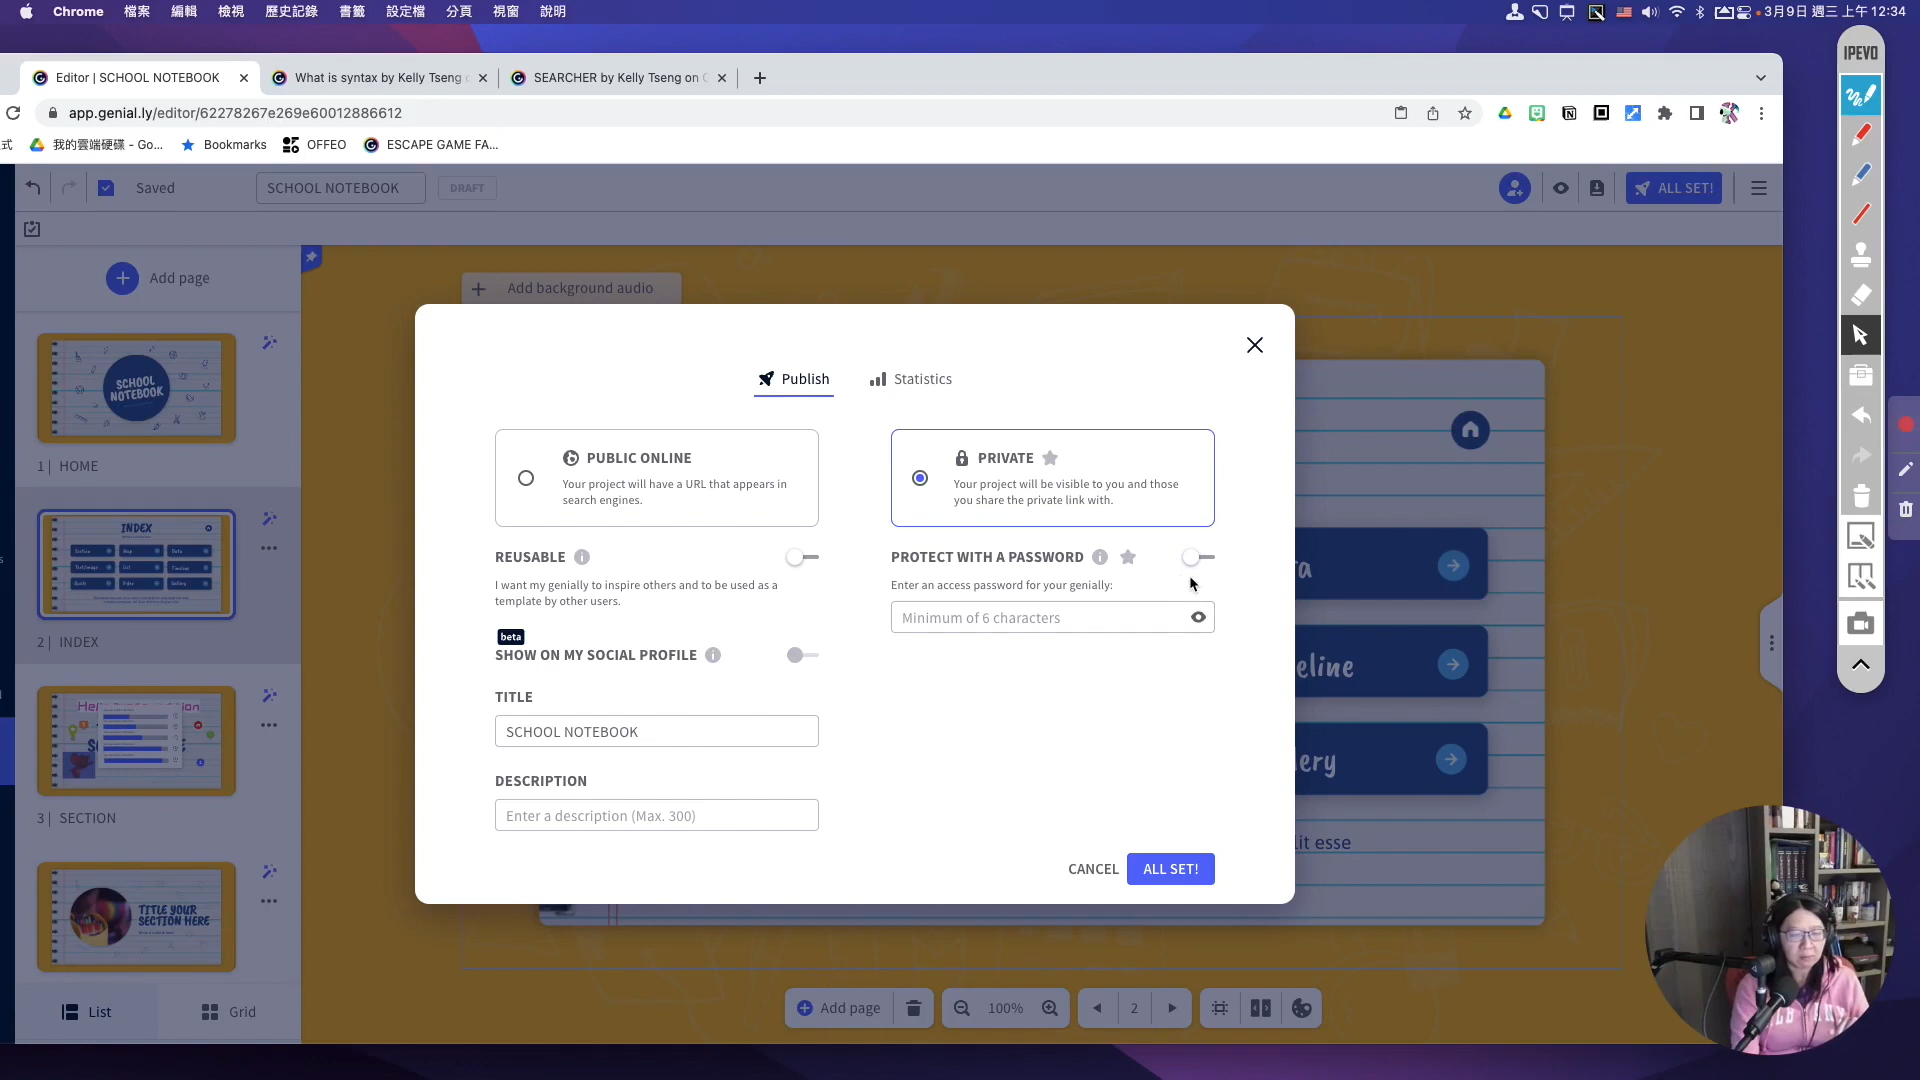 Chrome 檔案 編輯 檢視 歷史記錄 書籤 設定檔 分頁 視窗 說明 3月9日 週三 上午 12:34
IPEVO
Editor | SCHOOL NOTEBOOK What is syntax by Kelly Tseng SEARCHER by Kelly Tseng on
app.genial.ly/editor/62278267e269e60012886612
式 我的雲端硬碟 - Go... Bookmarks OFFEO ESCAPE GAME FA...
Saved SCHOOL NOTEBOOK DRAFT ALL SET!
Add page
Add background audio
SCHOOL
NOTEBOOK
1 | HOME
INDEX
2 | INDEX
3 | SECTION
TITLE YOUR
SECTION HERE
List Grid
Publish Statistics
PUBLIC ONLINE
Your project will have a URL that appears in
search engines.
PRIVATE
Your project will be visible to you and those
you share the private link with.
REUSABLE
I want my genially to inspire others and to be used as a
template by other users.
PROTECT WITH A PASSWORD
Enter an access password for your genially:
Minimum of 6 characters
beta
SHOW ON MY SOCIAL PROFILE
TITLE
SCHOOL NOTEBOOK
DESCRIPTION
Enter a description (Max. 300)
CANCEL ALL SET!
ta
eline
lery
lit esse
Add page 100% 2